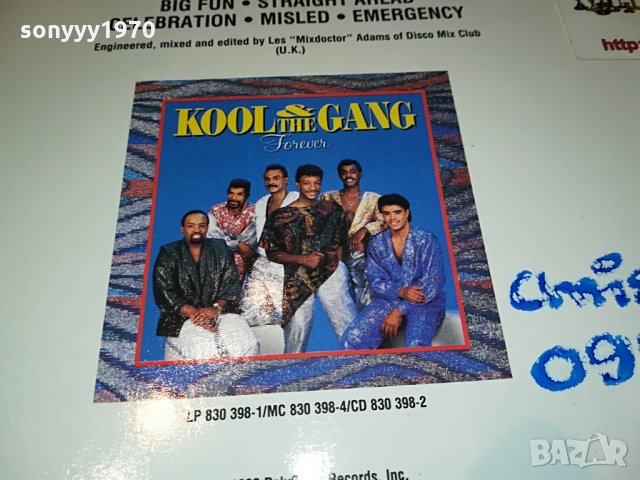 BIG FUN • STRAIGHT AHEAD
CELEBRATION • MISLED • EMERGENCY
Engineered, mixed and edited by Les "Mixdoctor" Adams of Disco Mix Club
(U.K.)
http:
sonyyy1970
KOOL & THE GANG
Forever
LP 830 398-1/MC 830 398-4/CD 830 398-2
Records, Inc.
sonyyy1970
BAZAR